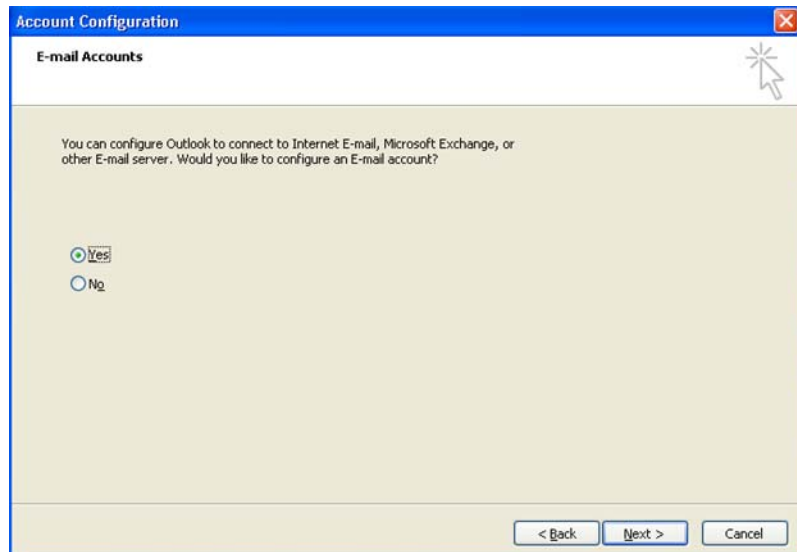 Account Configuration
E-mail Accounts
You can configure Outlook to connect to Internet E-mail, Microsoft Exchange, or
other E-mail server. Would you like to configure an E-mail account?
Yes
No
< Back Next > Cancel